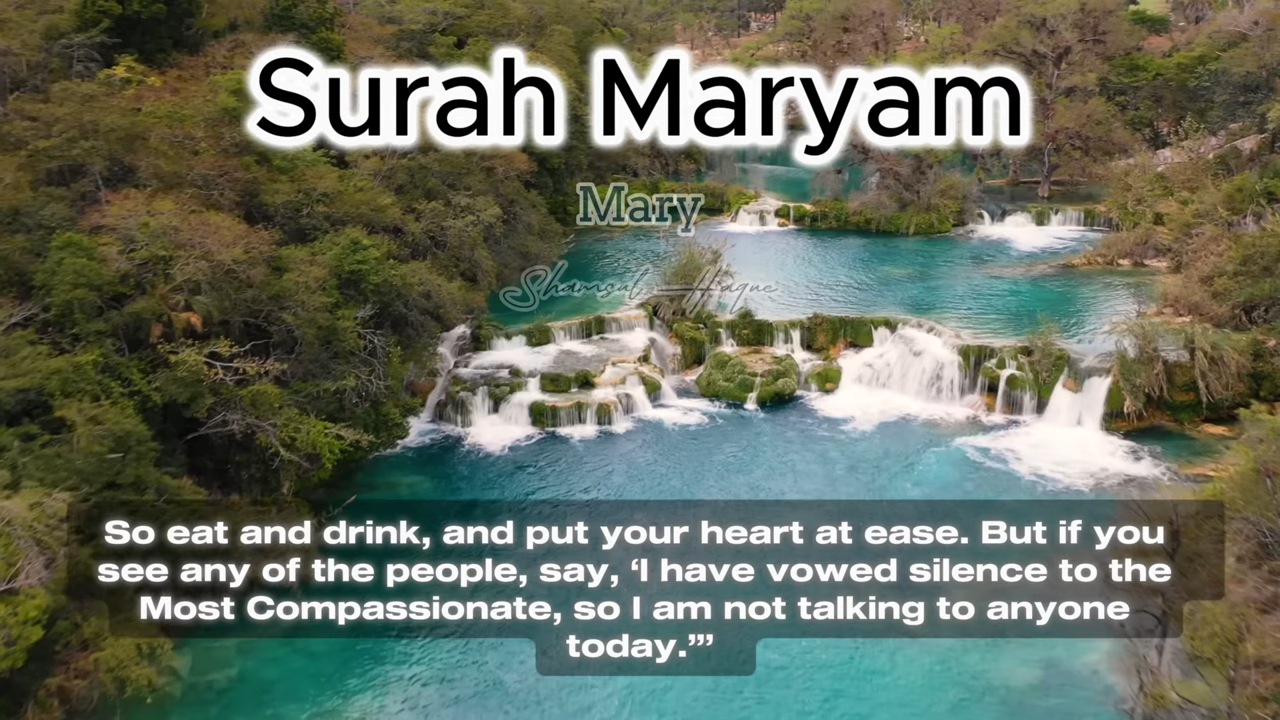 Surah Maryam
Mary
Shamsul Haque
So eat and drink, and put your heart at ease. But if you
see any of the people, say, ‘I have vowed silence to the
Most Compassionate, so I am not talking to anyone
today.’”